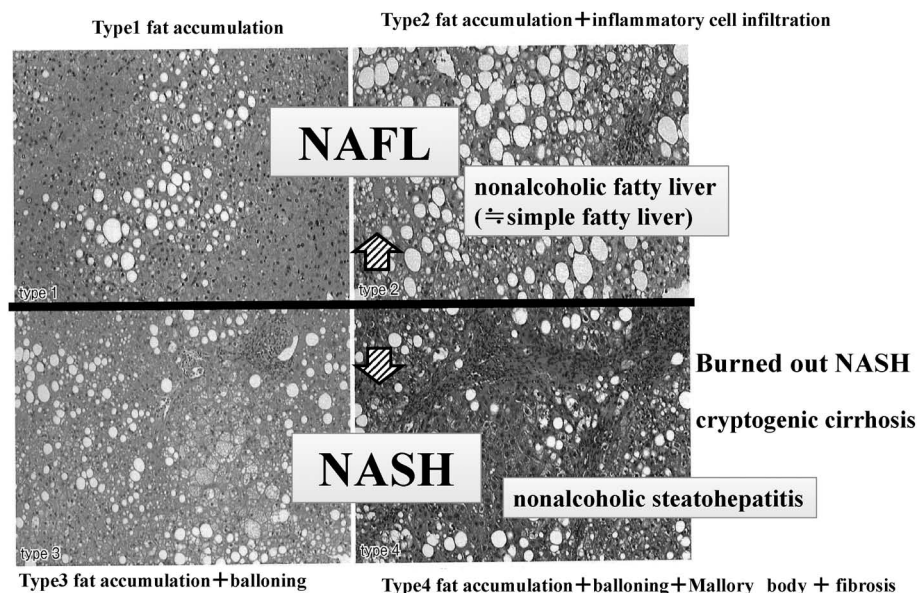 Type1 fat accumulation
Type2 fat accumulation＋inflammatory cell infiltration
NAFL
nonalcoholic fatty liver
(≒simple fatty liver)
type 1
type 2
Burned out NASH
cryptogenic cirrhosis
NASH
nonalcoholic steatohepatitis
type 3
type 4
Type3 fat accumulation＋balloning
Type4 fat accumulation＋balloning＋Mallory body + fibrosis